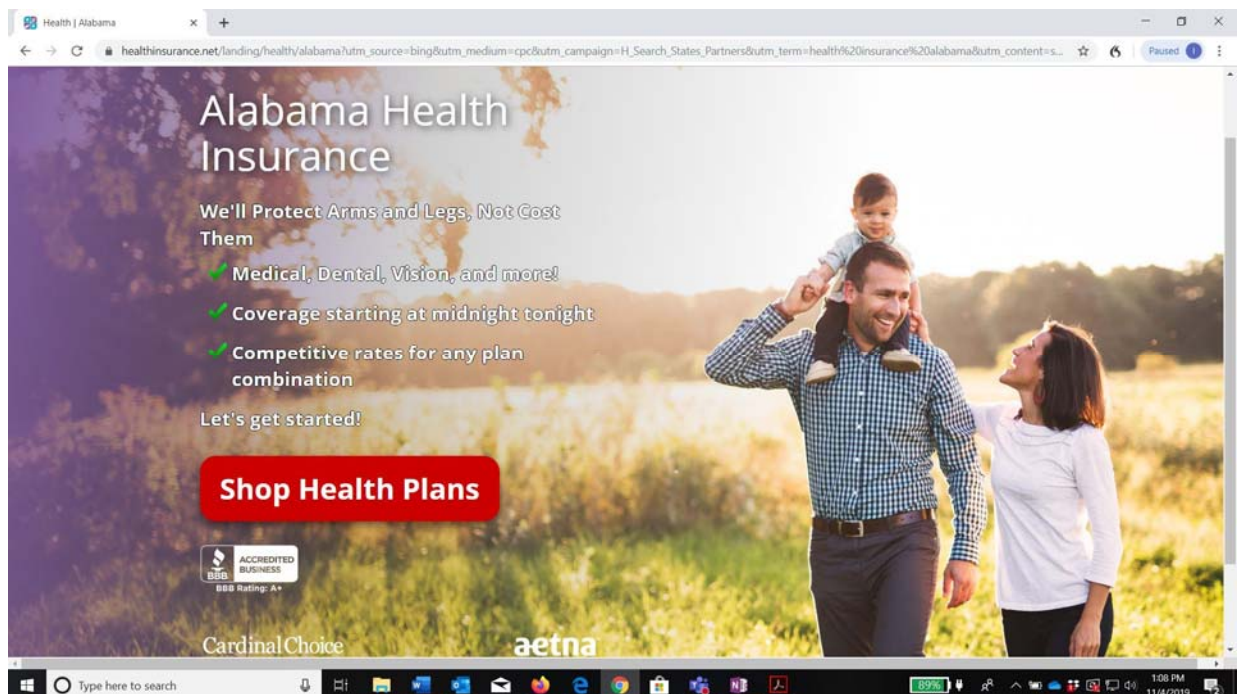 Health | Alabama
healthinsurance.net/landing/health/alabama?utm_source=bing&utm_medium=cpc&utm_campaign=H_Search_States_Partners&utm_term=health%20insurance%20alabama&utm_content=s...
Paused
Alabama Health
Insurance
We'll Protect Arms and Legs, Not Cost
Them
Medical, Dental, Vision, and more!
Coverage starting at midnight tonight
Competitive rates for any plan
combination
Let's get started!
Shop Health Plans
BBB
ACCREDITED
BUSINESS
BBB Rating: A+
CardinalChoice
aetna
Type here to search
89%
1:08 PM
11/4/2019